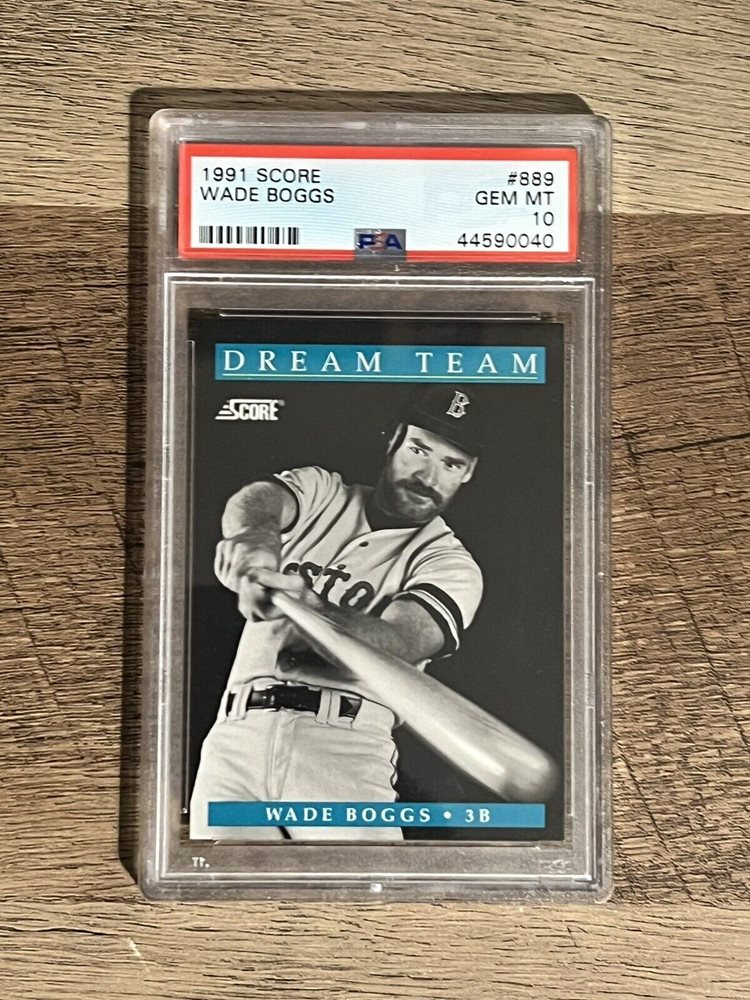 1991 SCORE #889
WADE BOGGS GEM MT
10
PSA 44590040
DREAM TEAM
SCORE®
B
STO
WADE BOGGS • 3B